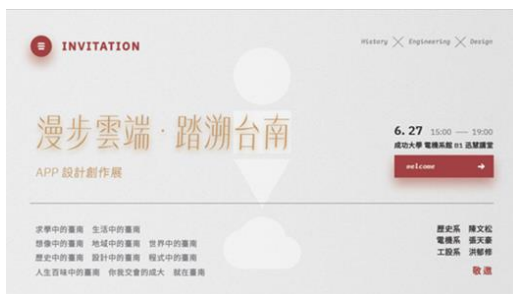 INVITATION
History × Engineering × Design
漫步雲端·踏溯台南
APP 設計創作展
6.27 15:00 — 19:00
成功大學 電機系館 B1 迅慧講堂
welcome →
求學中的臺南 生活中的臺南
想像中的臺南 地域中的臺南 世界中的臺南
歷史中的臺南 設計中的臺南 程式中的臺南
人生百味中的臺南 你我交會的成大 就在臺南
歷史系 陳文松
電機系 張天豪
工設系 洪郁修
敬邀